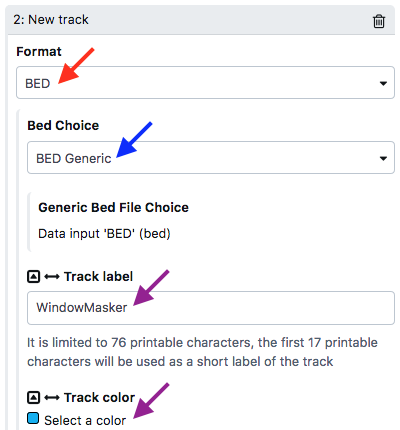 2: New track
Format
BED
Bed Choice
BED Generic
Generic Bed File Choice
Data input 'BED' (bed)
Track label
WindowMasker
It is limited to 76 printable characters, the first 17 printable
characters will be used as a short label of the track
Track color
Select a color